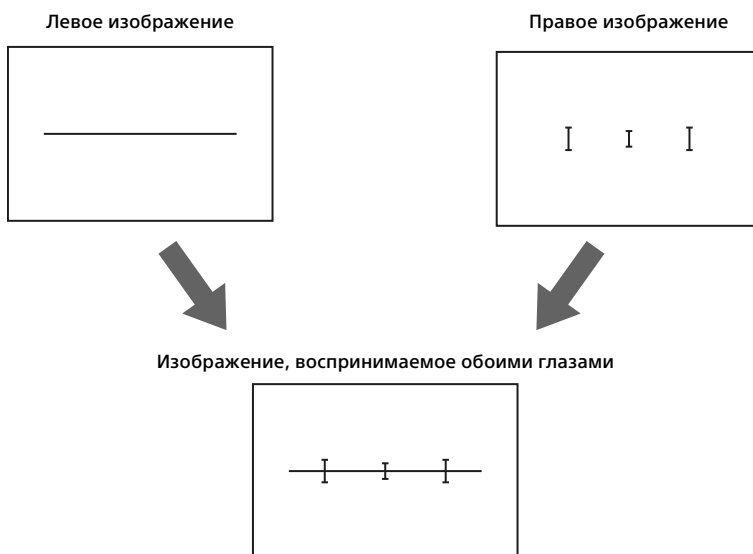 Левое изображение
Правое изображение
Изображение, воспринимаемое обоими глазами